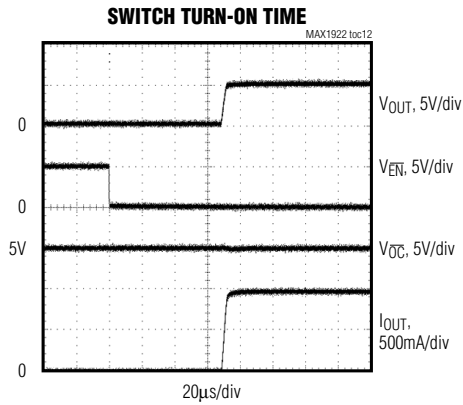 SWITCH TURN-ON TIME
MAX1922 toc12
0
VOUT, 5V/div
0
VEN, 5V/div
5V
VOC, 5V/div
0
IOUT,
500mA/div
20µs/div